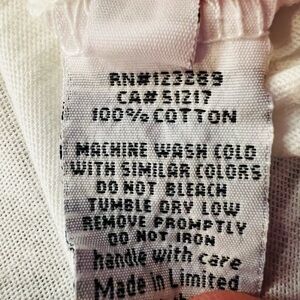 RN#123289
CA# 51217
100% COTTON
MACHINE WASH COLD
WITH SIMILAR COLORS
DO NOT BLEACH
TUMBLE DRY LOW
REMOVE PROMPTLY
DO NOT IRON
handle with care
Made in Limited